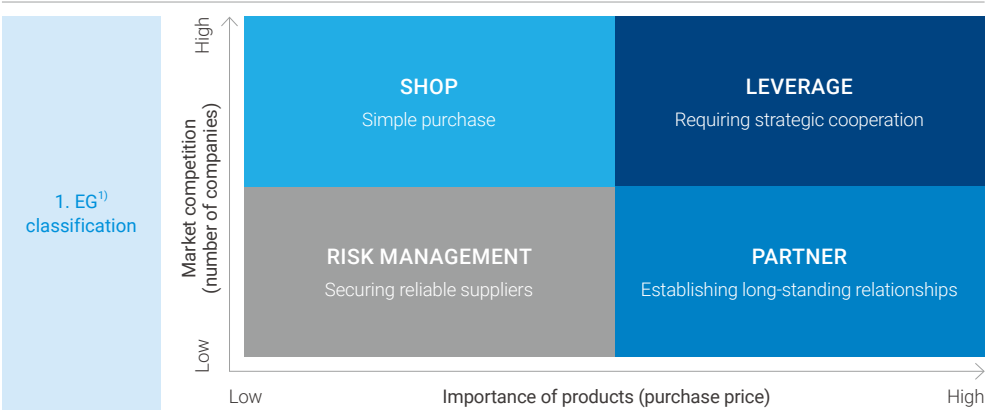 1. EG1)
classification
High
Market competition
(number of companies)
Low
SHOP
Simple purchase
LEVERAGE
Requiring strategic cooperation
RISK MANAGEMENT
Securing reliable suppliers
PARTNER
Establishing long-standing relationships
Low
Importance of products (purchase price)
High